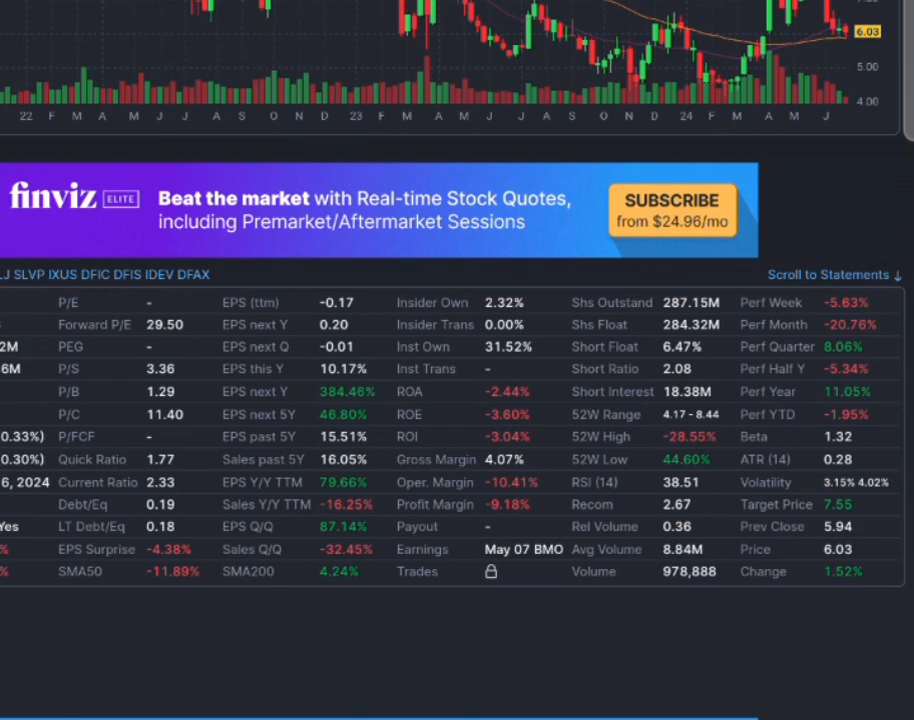 6.03
5.00
4.00
22 F M A M J J A S O N D 23 F M A M J J A S O N D 24 F M A M J
finviz ELITE
Beat the market with Real-time Stock Quotes,
including Premarket/Aftermarket Sessions
SUBSCRIBE
from $24.96/mo
LJ SLVP IXUS DFIC DFIS IDEV DFAX Scroll to Statements ↓
P/E - EPS (ttm) -0.17 Insider Own 2.32% Shs Outstand 287.15M Perf Week -5.63%
Forward P/E 29.50 EPS next Y 0.20 Insider Trans 0.00% Shs Float 284.32M Perf Month -20.76%
2M PEG - EPS next Q -0.01 Inst Own 31.52% Short Float 6.47% Perf Quarter 8.06%
6M P/S 3.36 EPS this Y 10.17% Inst Trans - Short Ratio 2.08 Perf Half Y -5.34%
P/B 1.29 EPS next Y 384.46% ROA -2.44% Short Interest 18.38M Perf Year 11.05%
P/C 11.40 EPS next 5Y 46.80% ROE -3.60% 52W Range 4.17 - 8.44 Perf YTD -1.95%
0.33%) P/FCF - EPS past 5Y 15.51% ROI -3.04% 52W High -28.55% Beta 1.32
0.30%) Quick Ratio 1.77 Sales past 5Y 16.05% Gross Margin 4.07% 52W Low 44.60% ATR (14) 0.28
6, 2024 Current Ratio 2.33 EPS Y/Y TTM 79.66% Oper. Margin -10.41% RSI (14) 38.51 Volatility 3.15% 4.02%
Debt/Eq 0.19 Sales Y/Y TTM -16.25% Profit Margin -9.18% Recom 2.67 Target Price 7.55
Yes LT Debt/Eq 0.18 EPS Q/Q 87.14% Payout - Rel Volume 0.36 Prev Close 5.94
% EPS Surprise -4.38% Sales Q/Q -32.45% Earnings May 07 BMO Avg Volume 8.84M Price 6.03
% SMA50 -11.89% SMA200 4.24% Trades Volume 978,888 Change 1.52%